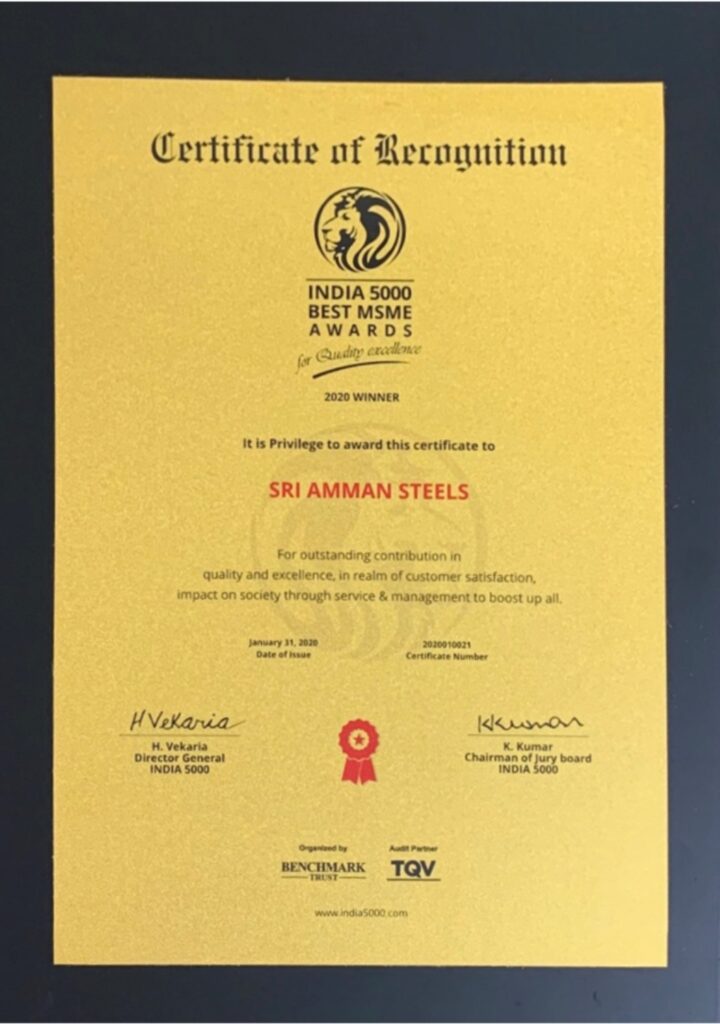 Certificate of Recognition
INDIA 5000
BEST MSME
AWARDS
for Quality excellence
2020 WINNER
It is Privilege to award this certificate to
SRI AMMAN STEELS
For outstanding contribution in
quality and excellence, in realm of customer satisfaction,
impact on society through service & management to boost up all.
January 31, 2020
Date of Issue
2020010021
Certificate Number
H Vekaria
H. Vekaria
Director General
INDIA 5000
KKumar
K. Kumar
Chairman of Jury board
INDIA 5000
Organized by
BENCHMARK
TRUST
Audit Partner
TQV
www.india5000.com